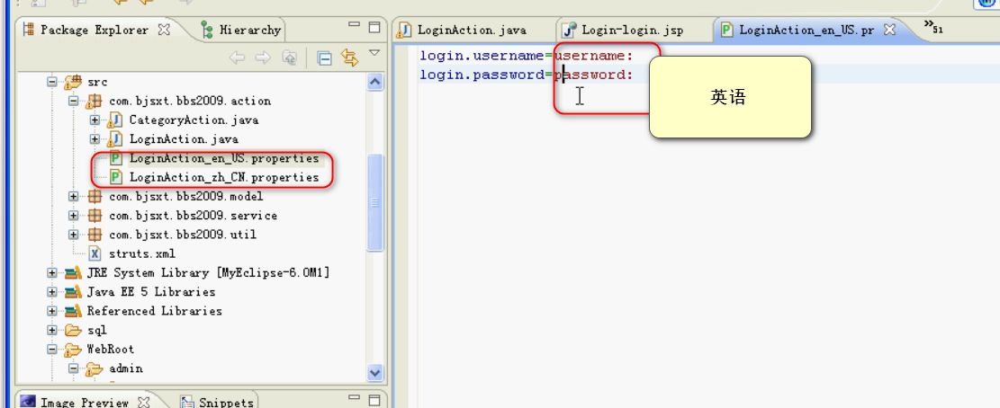 Package Explorer
Hierarchy
src
com.bjsxt.bbs2009.action
CategoryAction.java
LoginAction.java
LoginAction_en_US.properties
LoginAction_zh_CN.properties
com.bjsxt.bbs2009.model
com.bjsxt.bbs2009.service
com.bjsxt.bbs2009.util
struts.xml
JRE System Library [MyEclipse-6.0M1]
Java EE 5 Libraries
Referenced Libraries
sql
WebRoot
admin
Image Preview
Snippets
LoginAction.java
Login-login.jsp
LoginAction_en_US.pr
»51
login.username=username:
login.password=password:
英语